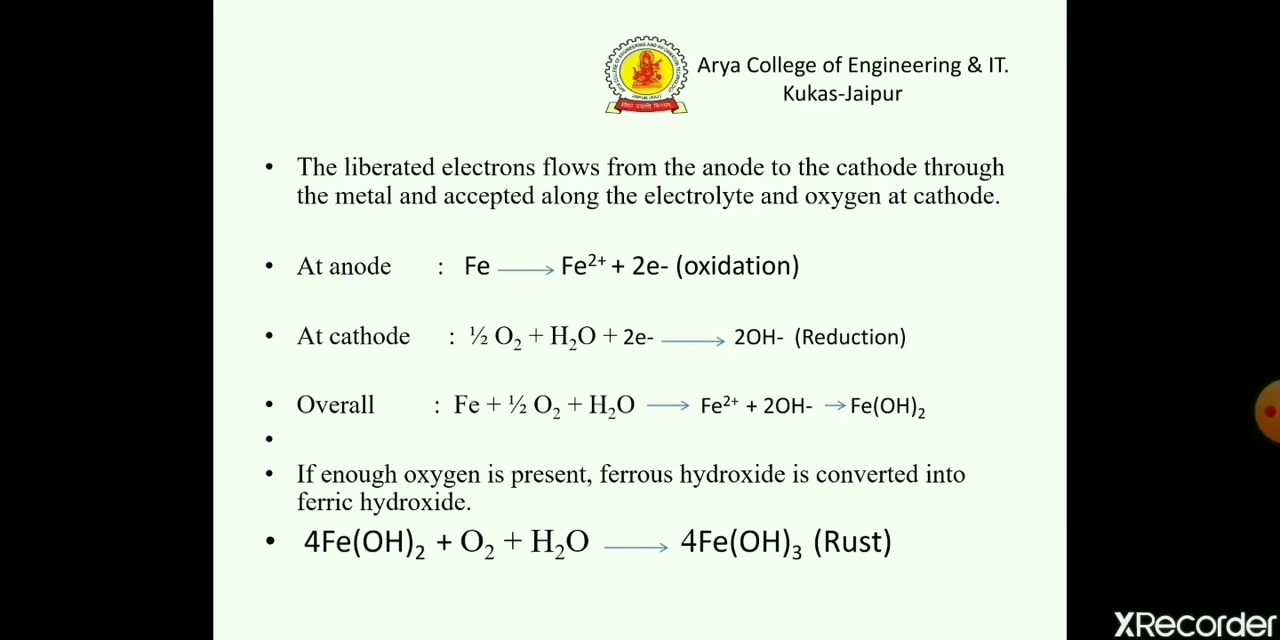 Arya College of Engineering & IT.
Kukas-Jaipur
• The liberated electrons flows from the anode to the cathode through
the metal and accepted along the electrolyte and oxygen at cathode.
• At anode : Fe ⟶ Fe²⁺ + 2e- (oxidation)
• At cathode : ½ O₂ + H₂O + 2e- ⟶ 2OH- (Reduction)
• Overall : Fe + ½ O₂ + H₂O ⟶ Fe²⁺ + 2OH- → Fe(OH)₂
•
• If enough oxygen is present, ferrous hydroxide is converted into
ferric hydroxide.
• 4Fe(OH)₂ + O₂ + H₂O ⟶ 4Fe(OH)₃ (Rust)
XRecorder